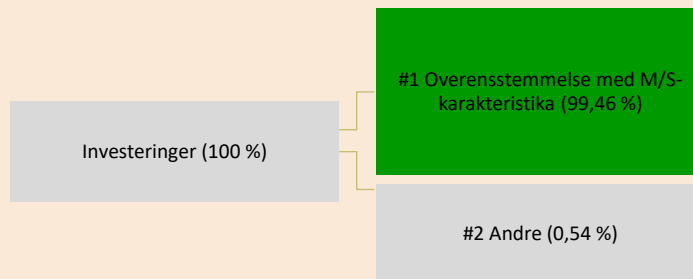 #1 Overensstemmelse med M/S-
karakteristika (99,46 %)
Investeringer (100 %)
#2 Andre (0,54 %)